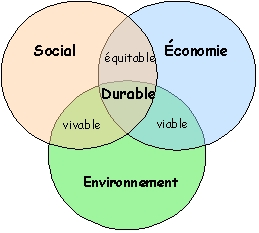 Social
Économie
équitable
Durable
vivable
viable
Environnement